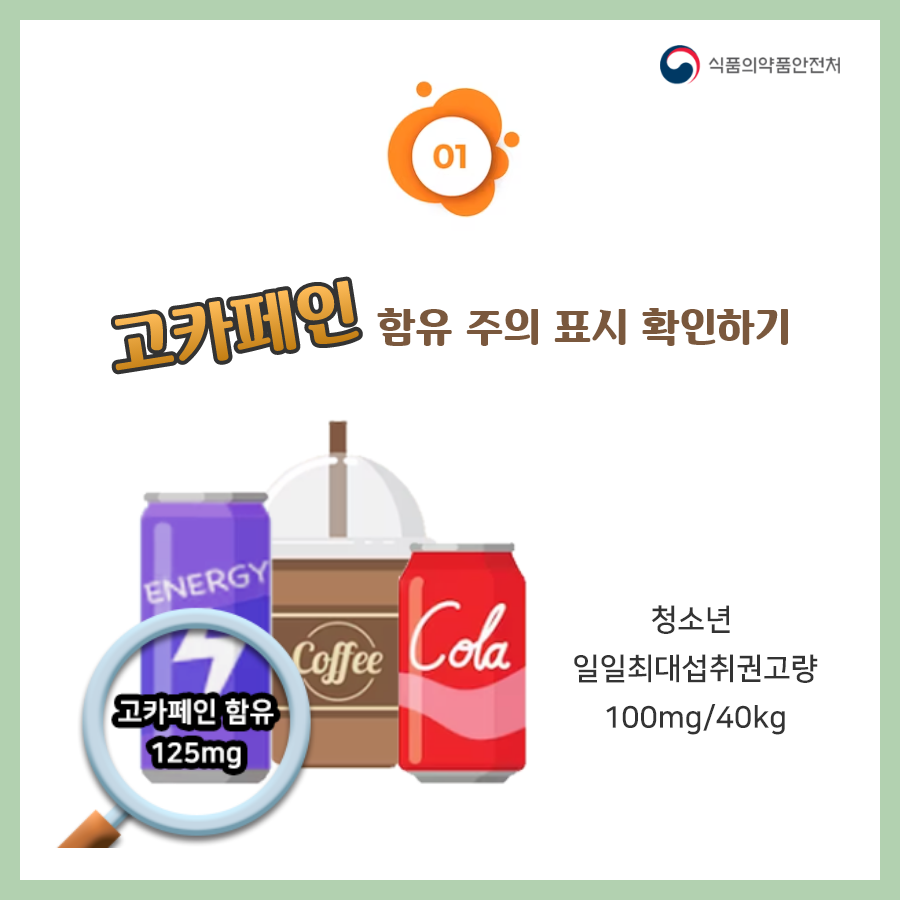 식품의약품안전처
01
고카페인 함유 주의 표시 확인하기
ENERGY
Coffee
Cola
고카페인 함유
125mg
청소년
일일최대섭취권고량
100mg/40kg